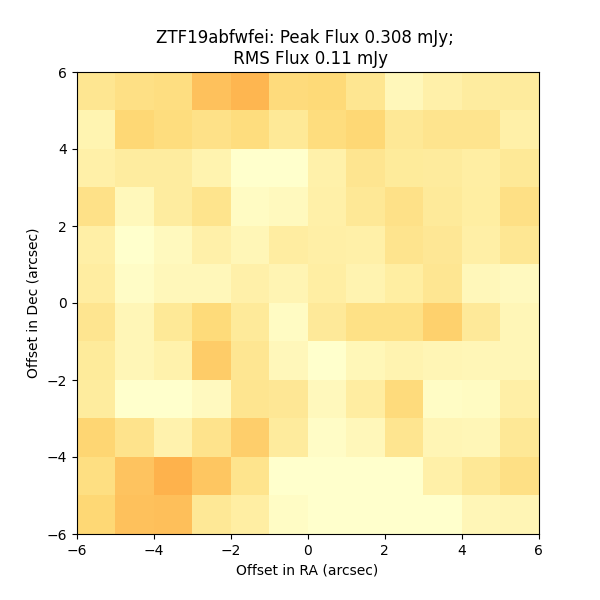 ZTF19abfwfei: Peak Flux 0.308 mJy;
RMS Flux 0.11 mJy
6
4
2
0
−2
−4
−6
Offset in Dec (arcsec)
−6 −4 −2 0 2 4 6
Offset in RA (arcsec)